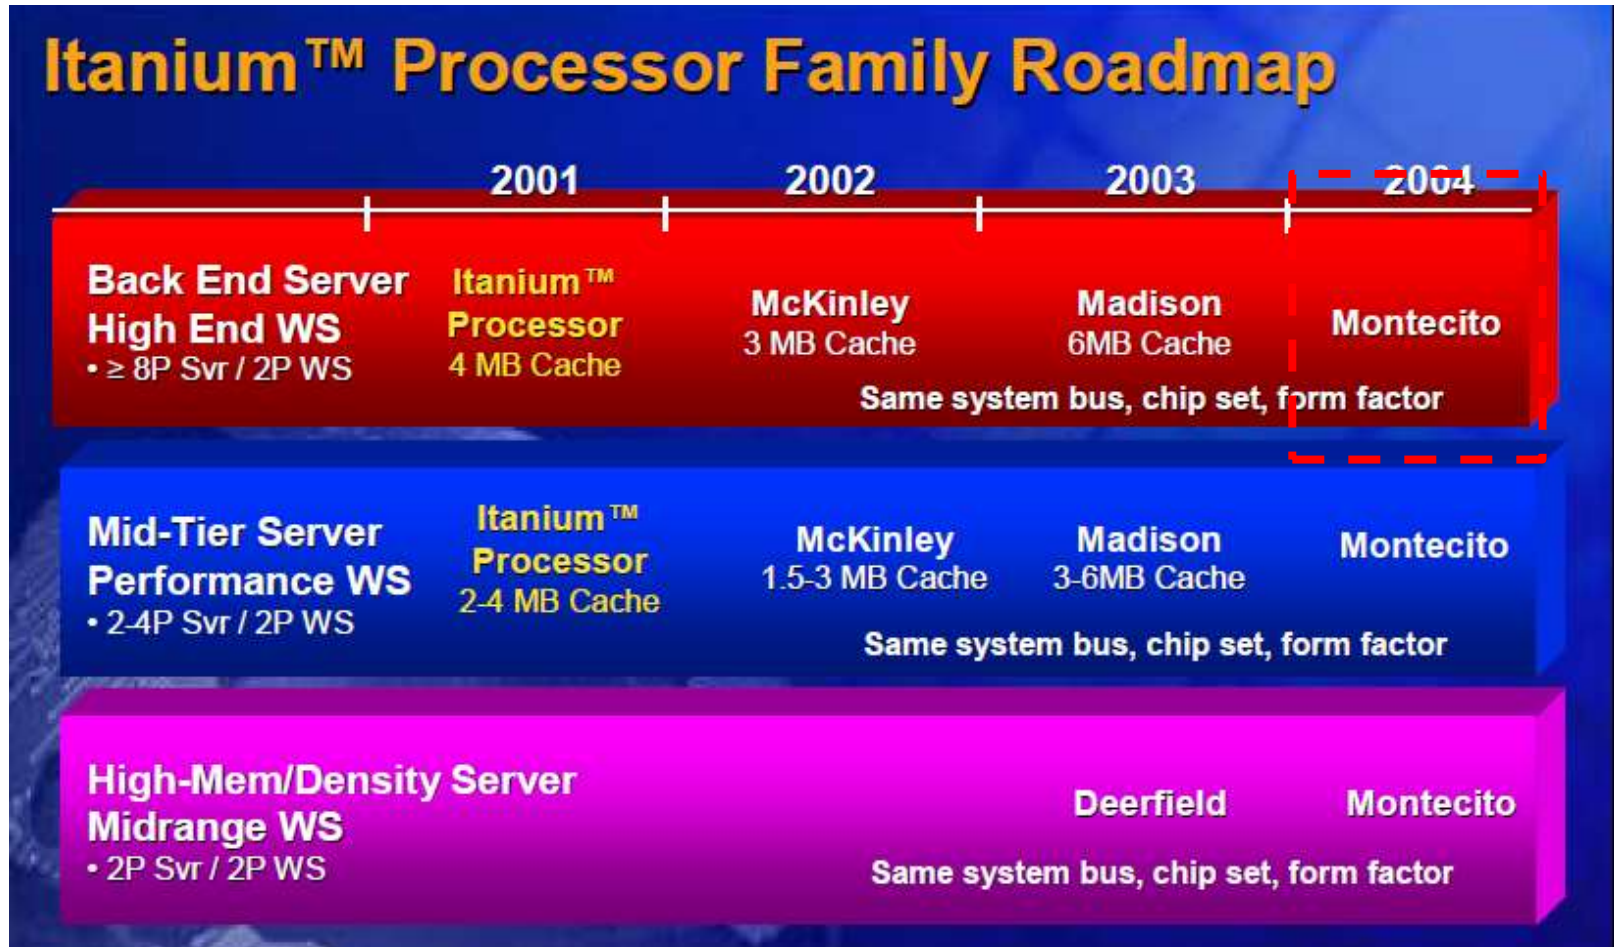 Itanium™ Processor Family Roadmap
2001 2002 2003 2004
Back End Server
High End WS
• ≥ 8P Svr / 2P WS
Itanium™
Processor
4 MB Cache
McKinley
3 MB Cache
Madison
6MB Cache
Montecito
Same system bus, chip set, form factor
Mid-Tier Server
Performance WS
• 2-4P Svr / 2P WS
Itanium™
Processor
2-4 MB Cache
McKinley
1.5-3 MB Cache
Madison
3-6MB Cache
Montecito
Same system bus, chip set, form factor
High-Mem/Density Server
Midrange WS
• 2P Svr / 2P WS
Deerfield
Montecito
Same system bus, chip set, form factor